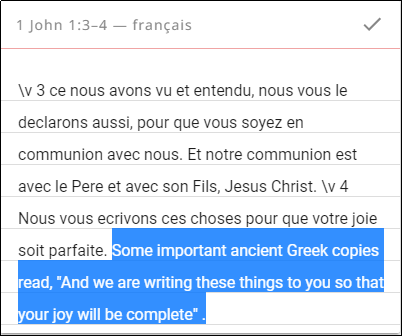 1 John 1:3–4 — français
\v 3 ce nous avons vu et entendu, nous vous le
declarons aussi, pour que vous soyez en
communion avec nous. Et notre communion est
avec le Pere et avec son Fils, Jesus Christ. \v 4
Nous vous ecrivons ces choses pour que votre joie
soit parfaite. Some important ancient Greek copies
read, "And we are writing these things to you so that
your joy will be complete" .